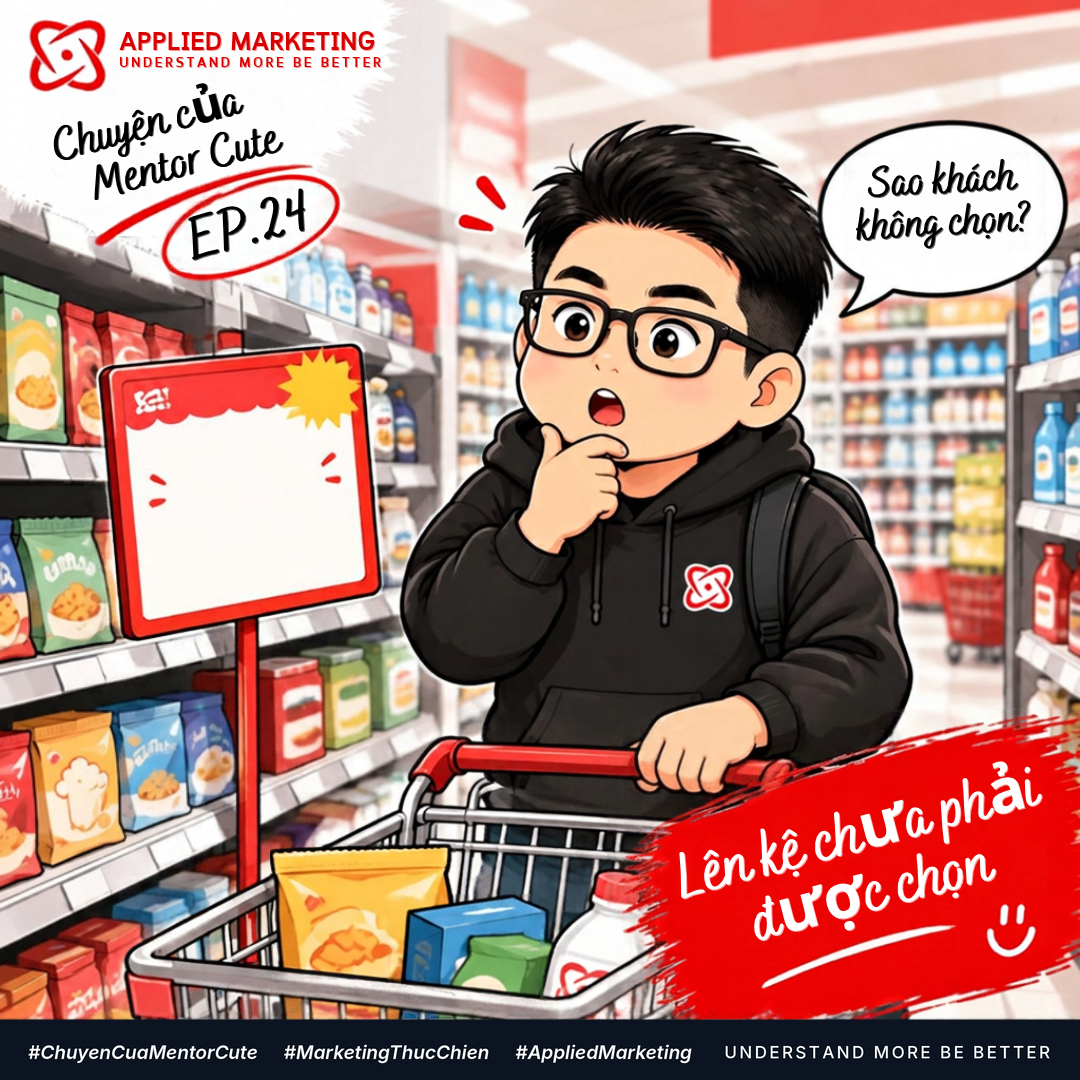 APPLIED MARKETING
UNDERSTAND MORE BE BETTER
Chuyện của
Mentor Cute
EP.24
Sao khách
không chọn?
Lên kệ chưa phải
được chọn
#ChuyenCuaMentorCute #MarketingThucChien #AppliedMarketing UNDERSTAND MORE BE BETTER